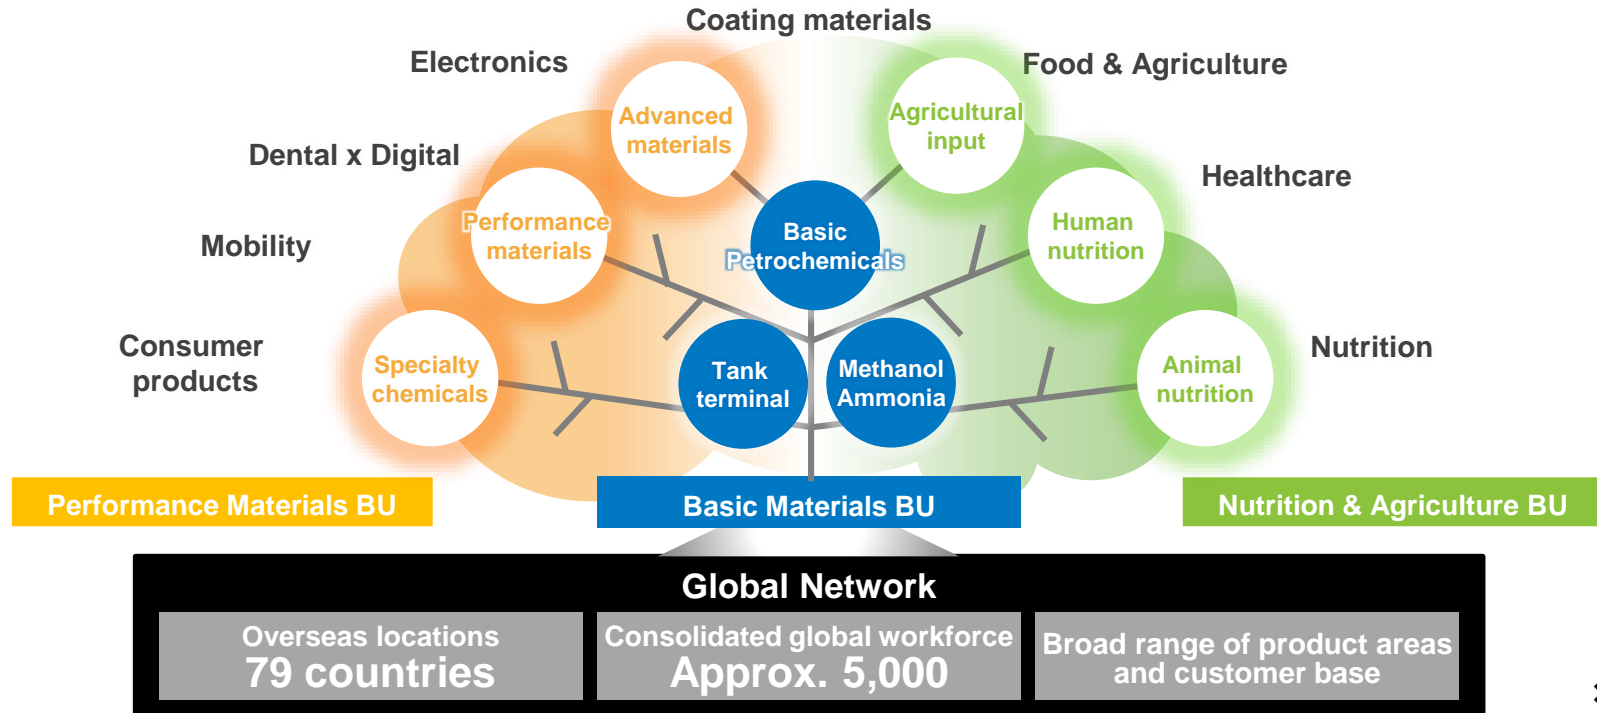 Coating materials
Electronics
Food & Agriculture
Advanced
materials
Agricultural
input
Dental x Digital
Healthcare
Performance
materials
Basic
Petrochemicals
Human
nutrition
Mobility
Consumer
products
Specialty
chemicals
Tank
terminal
Methanol
Ammonia
Animal
nutrition
Nutrition
Performance Materials BU
Basic Materials BU
Nutrition & Agriculture BU
Global Network
Overseas locations
79 countries
Consolidated global workforce
Approx. 5,000
Broad range of product areas
and customer base